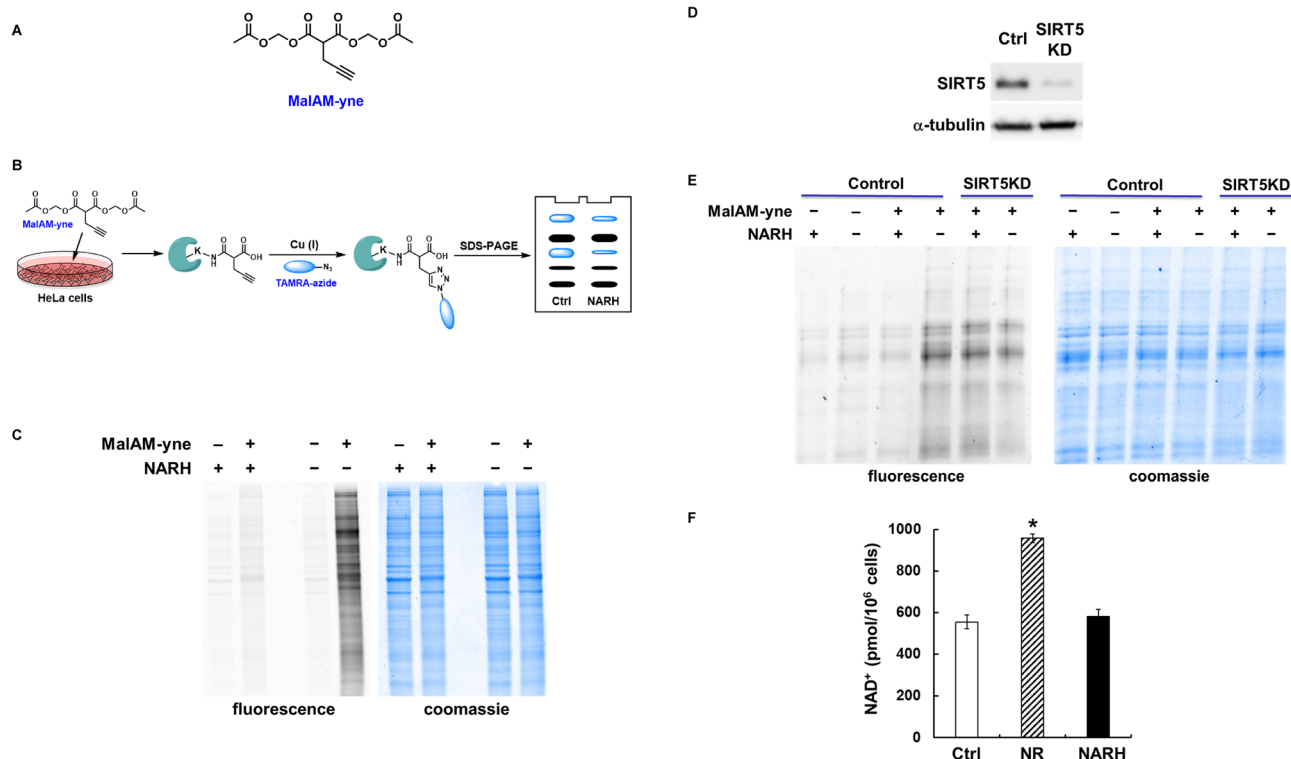 A
O
O
O
O
O
O
O
O
MalAM-yne
B
O
O
O
O
O
O
O
O
MalAM-yne
HeLa cells
K
N
H
O
O
OH
Cu (I)
N3
TAMRA-azide
K
N
H
O
O
OH
N
N
N
SDS-PAGE
Ctrl NARH
C
MalAM-yne – + – + – + – +
NARH + + – – + + – –
fluorescence coomassie
D
Ctrl SIRT5
KD
SIRT5
α-tubulin
E
Control SIRT5KD Control SIRT5KD
MalAM-yne – – + + + + – – + + + +
NARH + – + – + – + – + – + –
fluorescence coomassie
F
NAD+ (pmol/10⁶ cells)
1000
800
600
400
200
0
*
Ctrl NR NARH